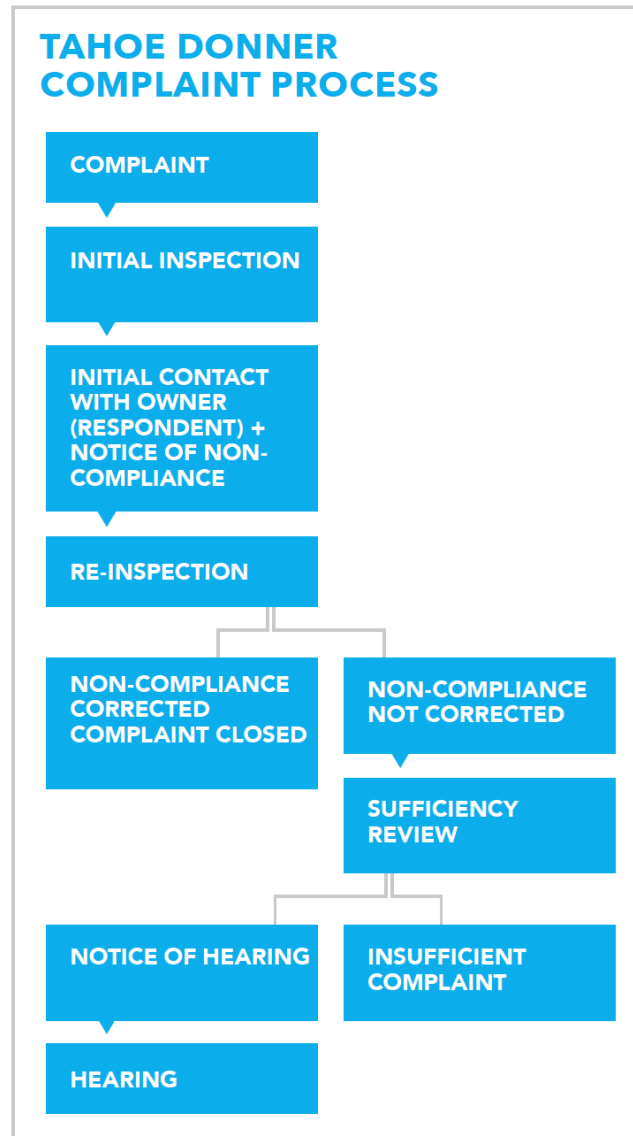 TAHOE DONNER
COMPLAINT PROCESS
COMPLAINT
INITIAL INSPECTION
INITIAL CONTACT
WITH OWNER
(RESPONDENT) +
NOTICE OF NON-
COMPLIANCE
RE-INSPECTION
NON-COMPLIANCE
CORRECTED
COMPLAINT CLOSED
NON-COMPLIANCE
NOT CORRECTED
SUFFICIENCY
REVIEW
NOTICE OF HEARING
INSUFFICIENT
COMPLAINT
HEARING